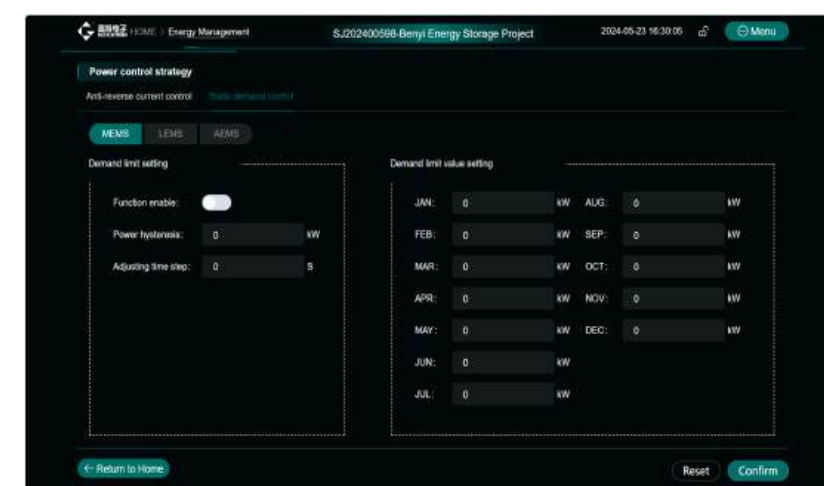 HOME > Energy Management
SJ202400598-Benyi Energy Storage Project
2024-05-23 16:30:05
Menu
Power control strategy
Anti-reverse current control Static demand control
MEMS LEMS AEMS
Demand limit setting
Function enable:
Power hysteresis: 0 kW
Adjusting time step: 0 S
Demand limit value setting
JAN: 0 kW AUG: 0 kW
FEB: 0 kW SEP: 0 kW
MAR: 0 kW OCT: 0 kW
APR: 0 kW NOV: 0 kW
MAY: 0 kW DEC: 0 kW
JUN: 0 kW
JUL: 0 kW
← Return to Home
Reset Confirm